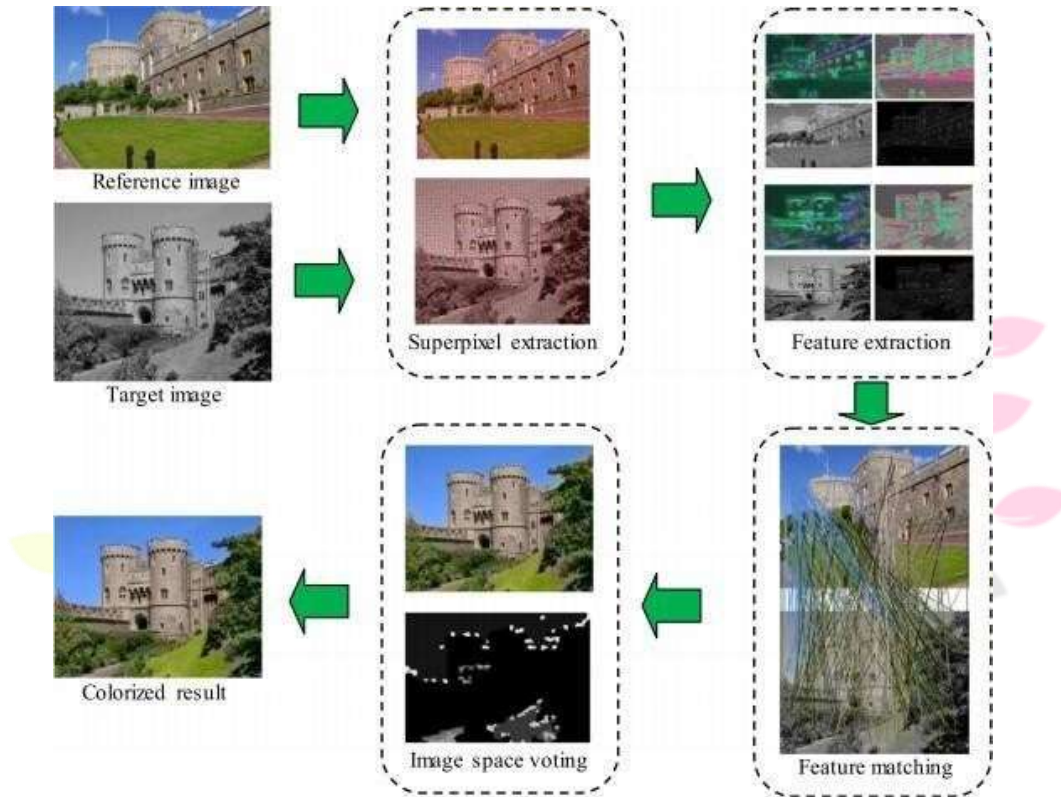 Reference image
Target image
Superpixel extraction
Feature extraction
Feature matching
Image space voting
Colorized result